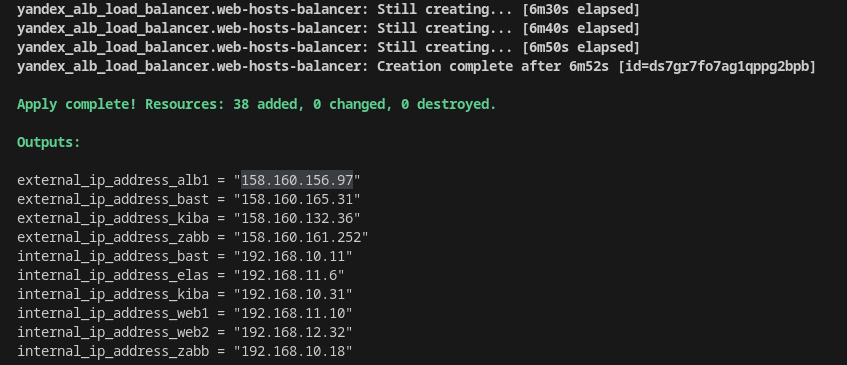 yandex_alb_load_balancer.web-hosts-balancer: Still creating... [6m30s elapsed]
yandex_alb_load_balancer.web-hosts-balancer: Still creating... [6m40s elapsed]
yandex_alb_load_balancer.web-hosts-balancer: Still creating... [6m50s elapsed]
yandex_alb_load_balancer.web-hosts-balancer: Creation complete after 6m52s [id=ds7gr7fo7ag1qppg2bpb]
Apply complete! Resources: 38 added, 0 changed, 0 destroyed.
Outputs:
external_ip_address_alb1 = "158.160.156.97"
external_ip_address_bast = "158.160.165.31"
external_ip_address_kiba = "158.160.132.36"
external_ip_address_zabb = "158.160.161.252"
internal_ip_address_bast = "192.168.10.11"
internal_ip_address_elas = "192.168.11.6"
internal_ip_address_kiba = "192.168.10.31"
internal_ip_address_web1 = "192.168.11.10"
internal_ip_address_web2 = "192.168.12.32"
internal_ip_address_zabb = "192.168.10.18"